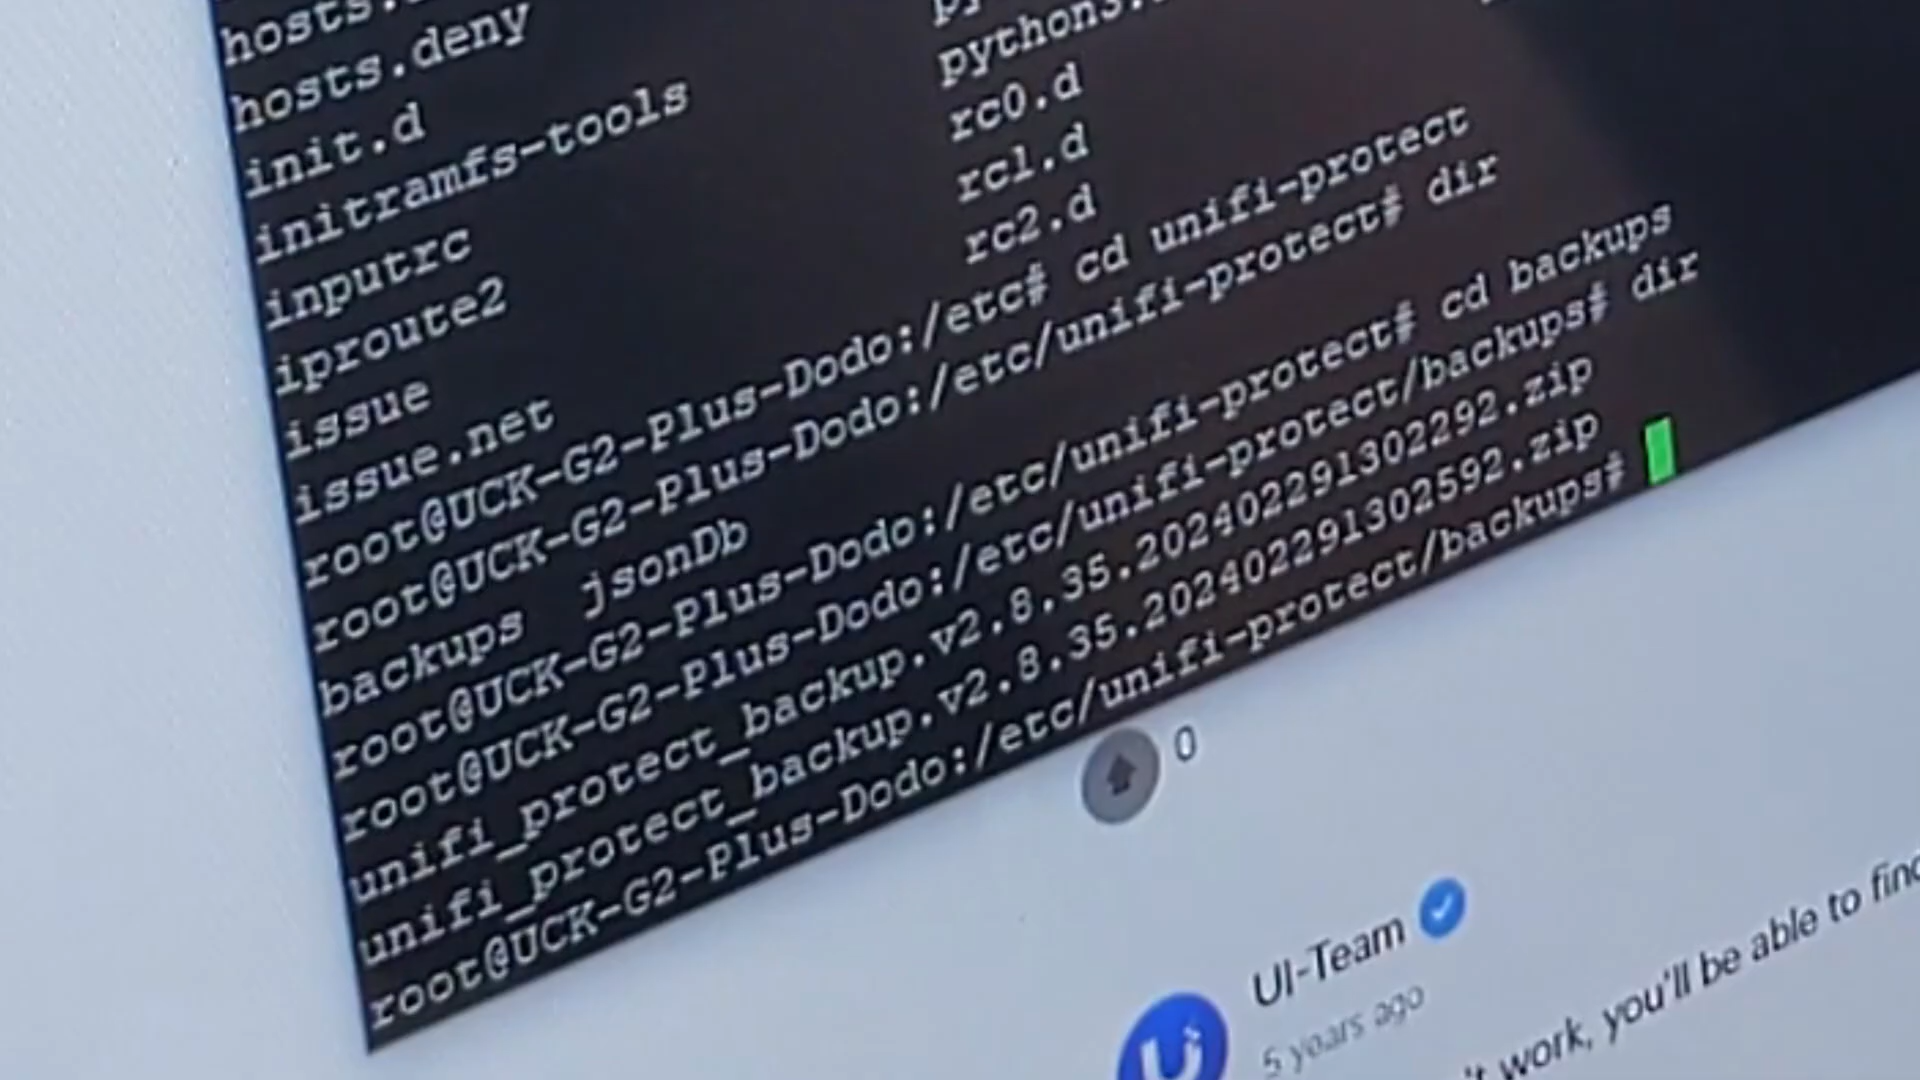 hosts.
hosts.deny
init.d
initramfs-tools
inputrc
iproute2
issue
issue.net
python3.
rc0.d
rc1.d
rc2.d
root@UCK-G2-Plus-Dodo:/etc# cd unifi-protect
root@UCK-G2-Plus-Dodo:/etc/unifi-protect# dir
backups jsonDb
root@UCK-G2-Plus-Dodo:/etc/unifi-protect# cd backups
root@UCK-G2-Plus-Dodo:/etc/unifi-protect/backups# dir
unifi_protect_backup.v2.8.35.20240229130229​2.zip
unifi_protect_backup.v2.8.35.202402291302592.zip
root@UCK-G2-Plus-Dodo:/etc/unifi-protect/backups#
0
UI-Team
5 years ago
't work, you'll be able to find